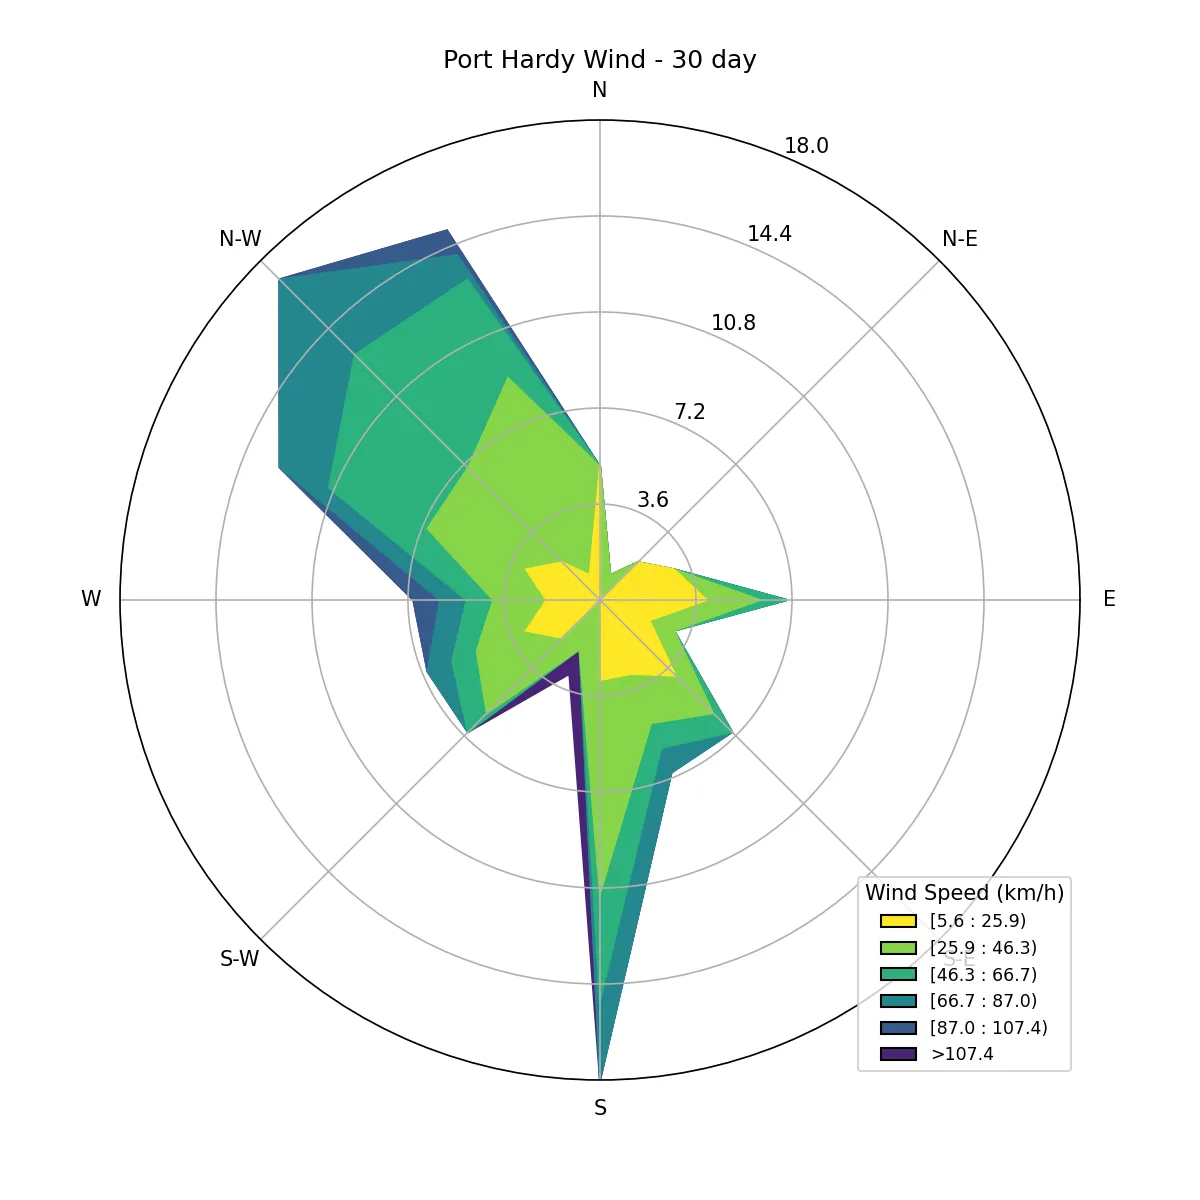 Port Hardy Wind - 30 day
N
18.0
N-W
14.4
N-E
10.8
7.2
3.6
W
E
S-W
S-E
S
Wind Speed (km/h)
[5.6 : 25.9)
[25.9 : 46.3)
[46.3 : 66.7)
[66.7 : 87.0)
[87.0 : 107.4)
>107.4